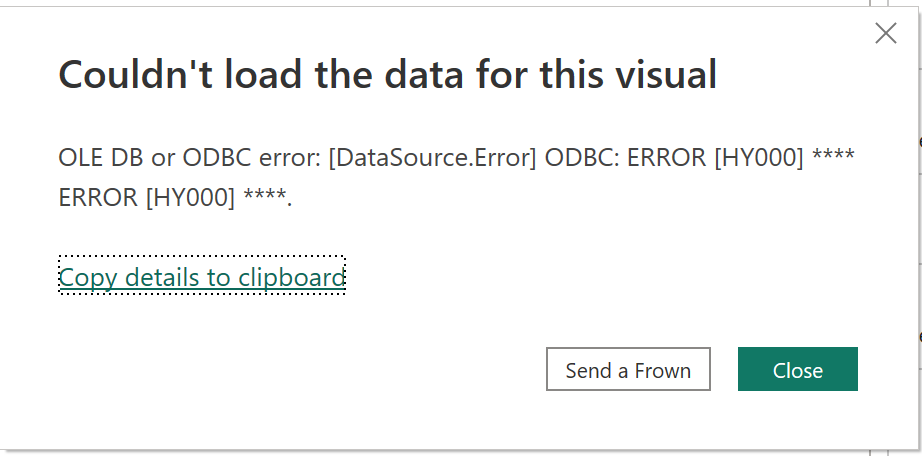 Couldn't load the data for this visual
OLE DB or ODBC error: [DataSource.Error] ODBC: ERROR [HY000] ****
ERROR [HY000] ****.
Copy details to clipboard
Send a Frown
Close